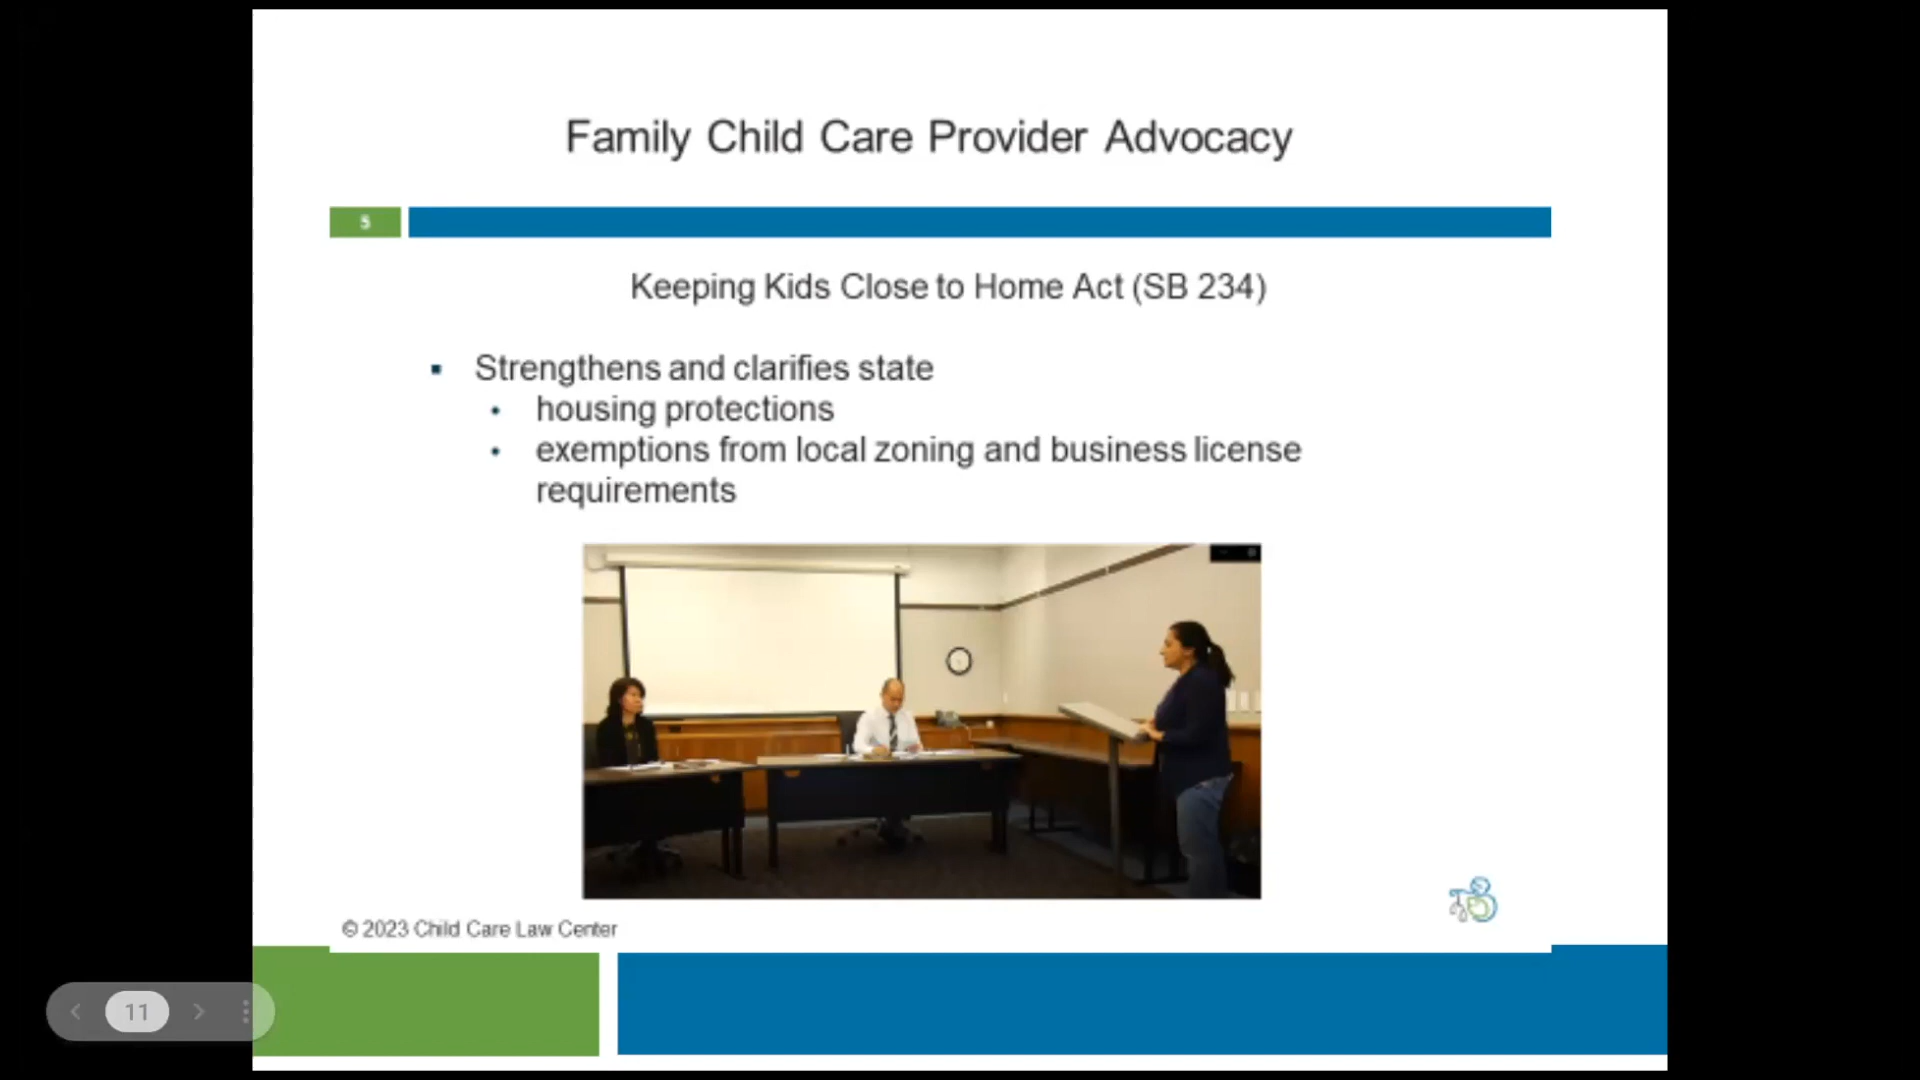 Family Child Care Provider Advocacy
5
Keeping Kids Close to Home Act (SB 234)
▪ Strengthens and clarifies state
• housing protections
• exemptions from local zoning and business license
requirements
© 2023 Child Care Law Center
11